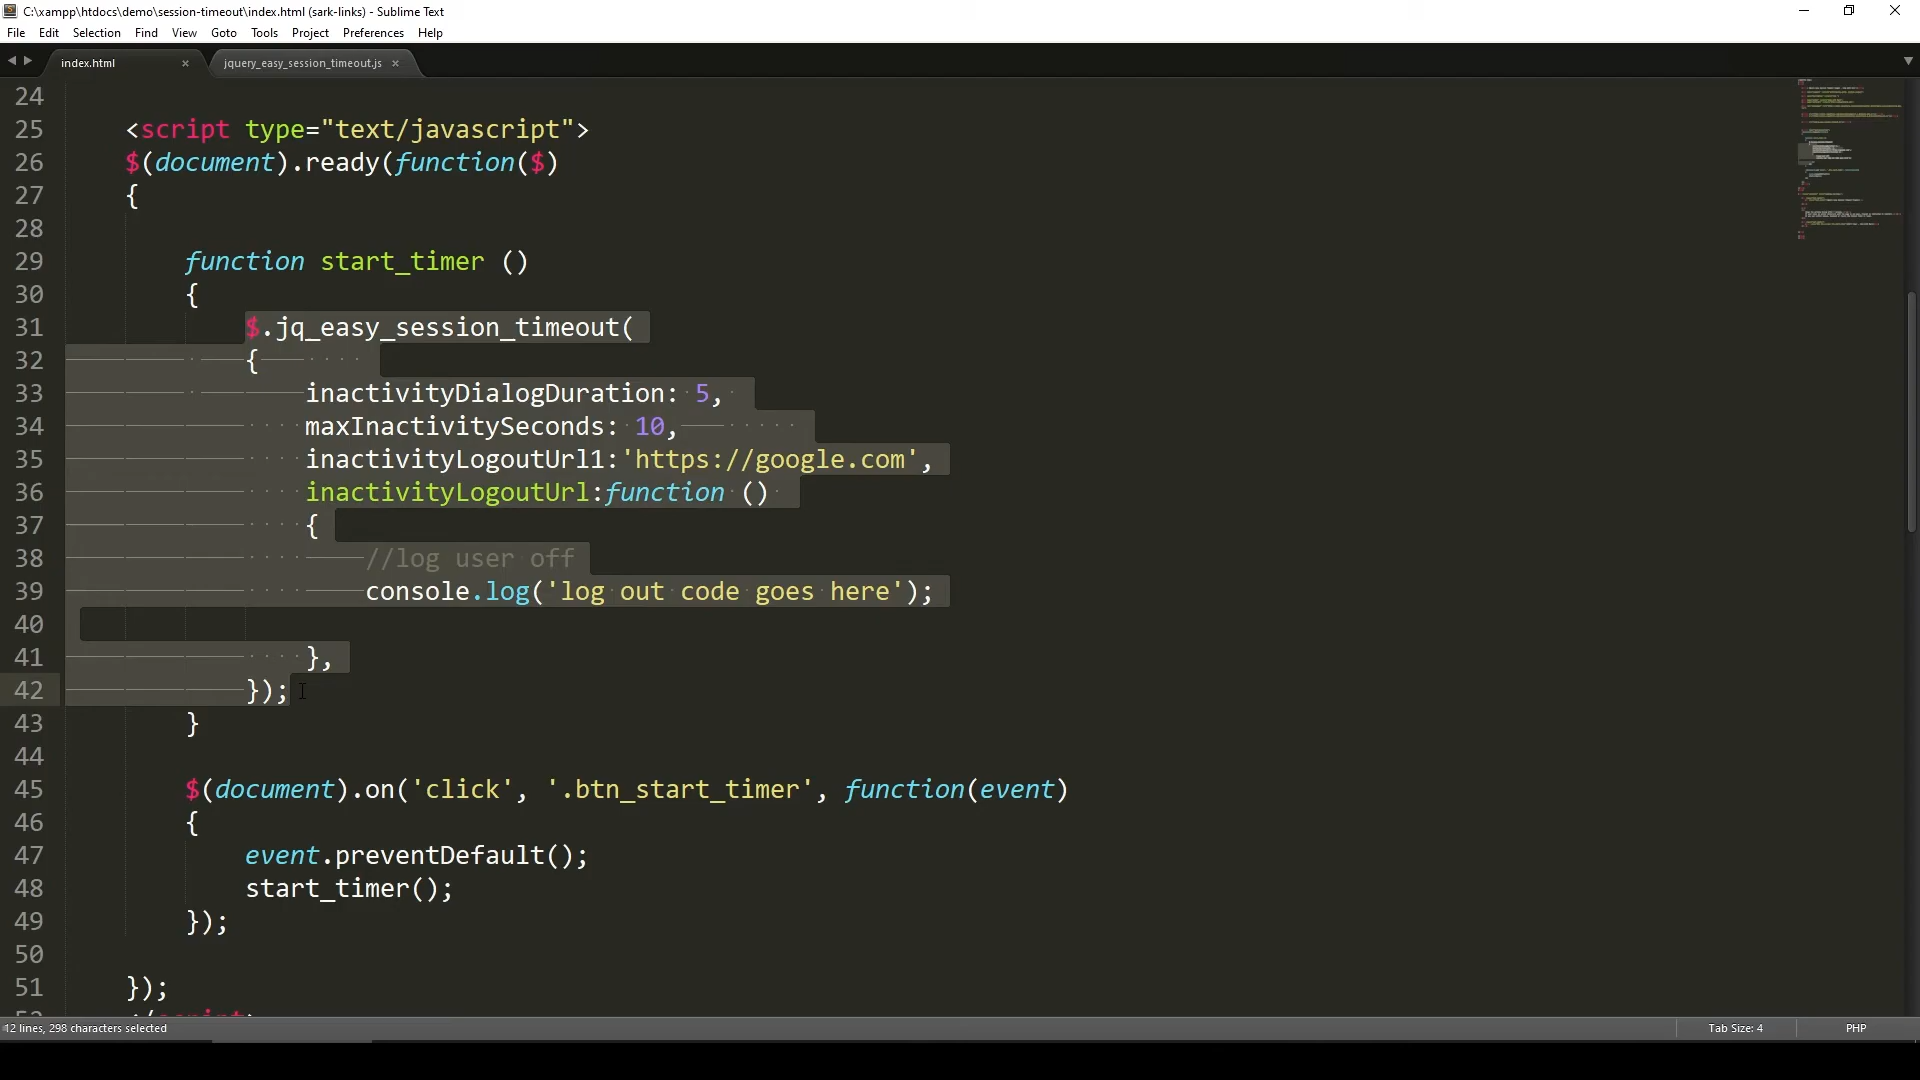 C:\xampp\htdocs\demo\session-timeout\index.html (sark-links) - Sublime Text
File Edit Selection Find View Goto Tools Project Preferences Help
index.html × jquery_easy_session_timeout.js ×
24
25 <script type="text/javascript">
26 $(document).ready(function($)
27 {
28
29 function start_timer ()
30 {
31 $.jq_easy_session_timeout(
32 {
33 inactivityDialogDuration: 5,
34 maxInactivitySeconds: 10,
35 inactivityLogoutUrl1:'https://google.com',
36 inactivityLogoutUrl:function ()
37 {
38 //log user off
39 console.log('log out code goes here');
40
41 },
42 });
43 }
44
45 $(document).on('click', '.btn_start_timer', function(event)
46 {
47 event.preventDefault();
48 start_timer();
49 });
50
51 });
12 lines, 298 characters selected Tab Size: 4 PHP